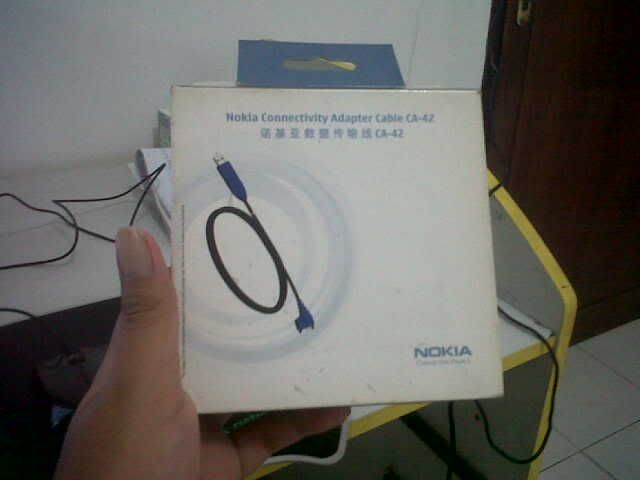 Nokia Connectivity Adapter Cable CA-42
诺基亚数据传输线 CA-42
NOKIA
CONNECTING PEOPLE